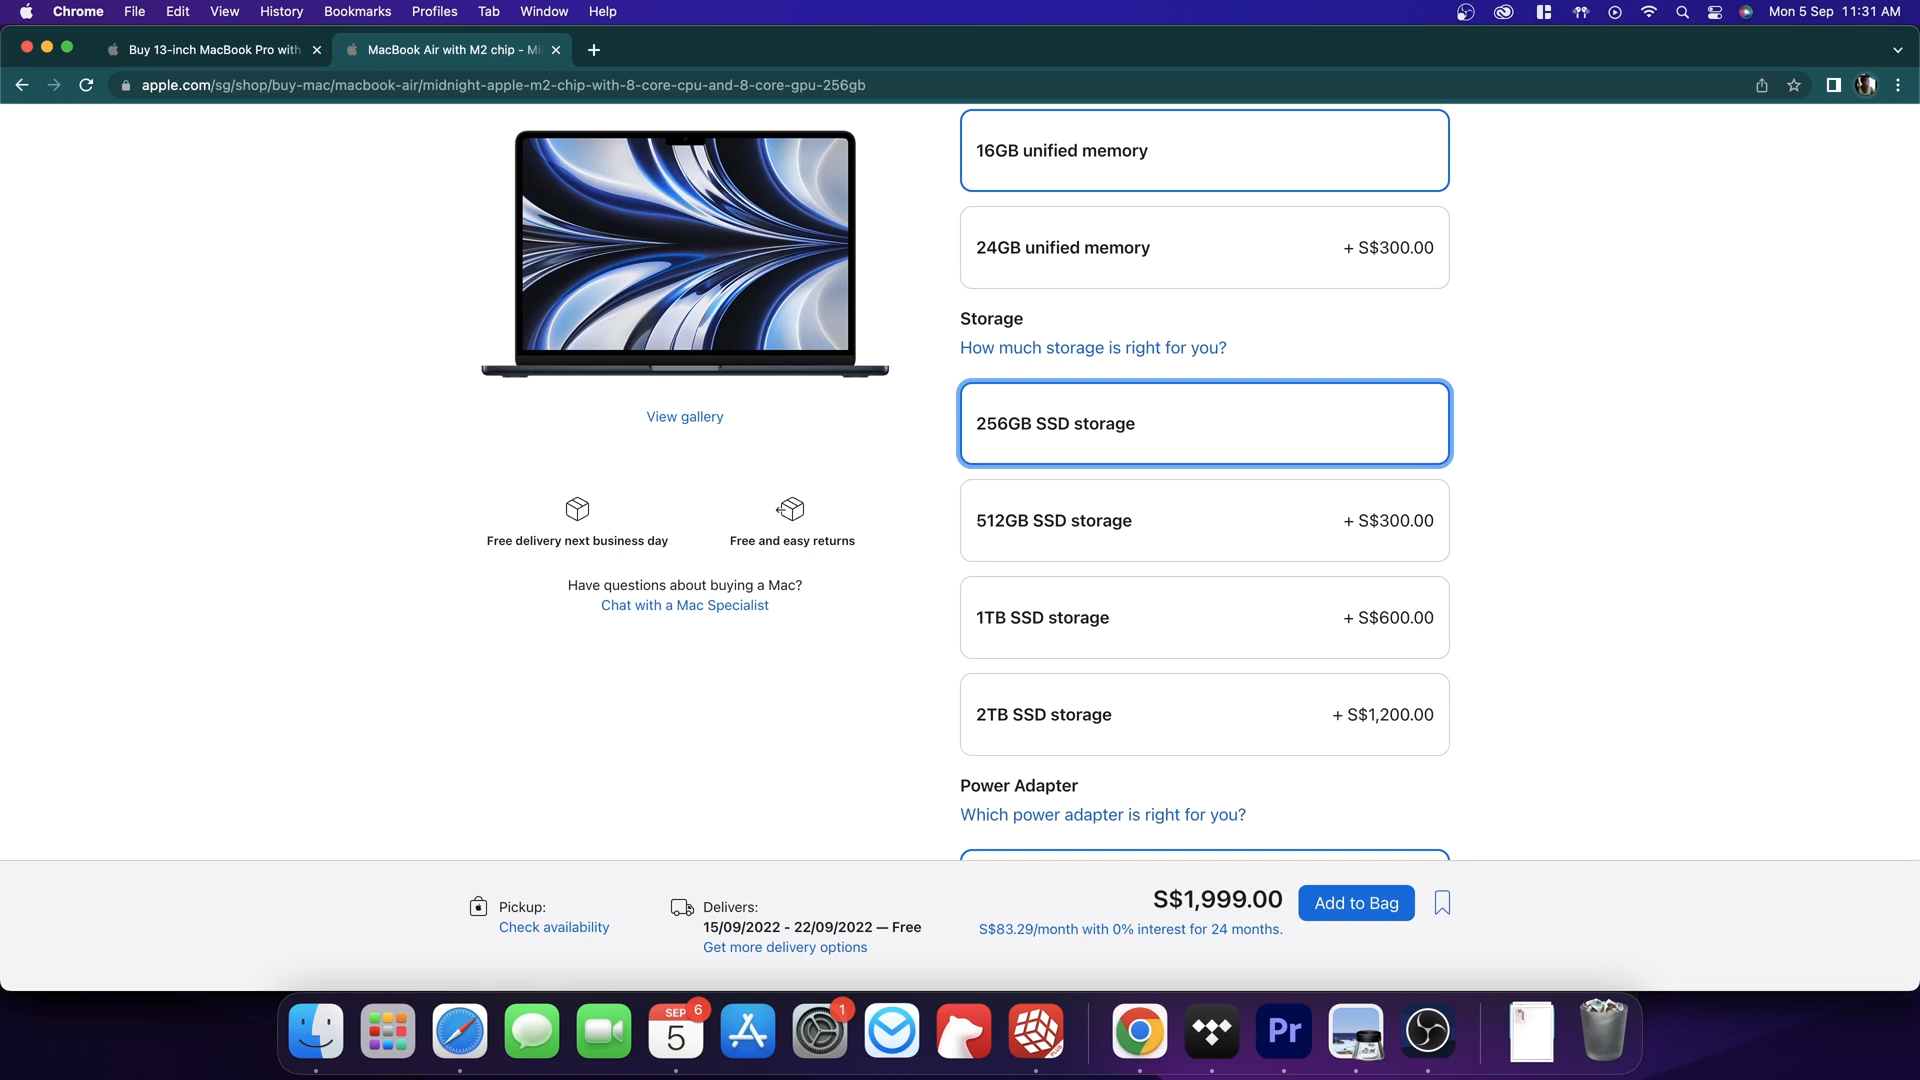 Chrome File Edit View History Bookmarks Profiles Tab Window Help Mon 5 Sep 11:31 AM
Buy 13-inch MacBook Pro with MacBook Air with M2 chip - Mi
apple.com/sg/shop/buy-mac/macbook-air/midnight-apple-m2-chip-with-8-core-cpu-and-8-core-gpu-256gb
16GB unified memory
24GB unified memory + S$300.00
Storage
How much storage is right for you?
256GB SSD storage
512GB SSD storage + S$300.00
1TB SSD storage + S$600.00
2TB SSD storage + S$1,200.00
Power Adapter
Which power adapter is right for you?
View gallery
Free delivery next business day
Free and easy returns
Have questions about buying a Mac?
Chat with a Mac Specialist
Pickup:
Check availability
Delivers:
15/09/2022 - 22/09/2022 — Free
Get more delivery options
S$1,999.00
S$83.29/month with 0% interest for 24 months.
Add to Bag
SEP
5
6
1
PLUS
Pr